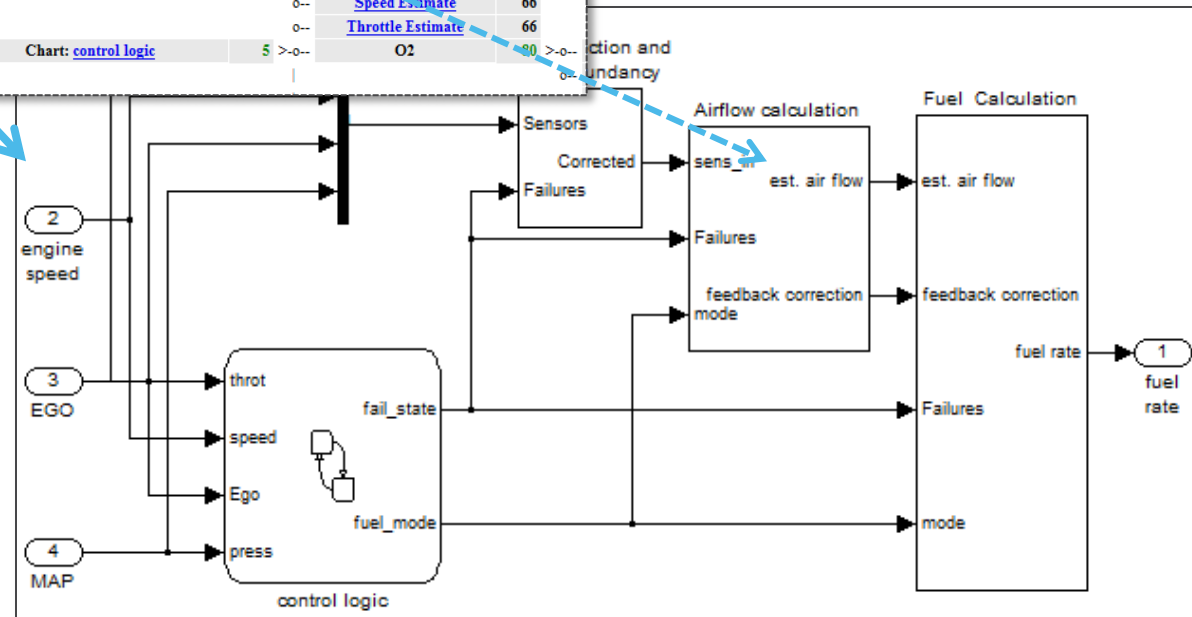 o-- Speed Estimate 66
o-- Throttle Estimate 66
Chart: control logic 5 >-o-- O2 80 >-o--
o--
ction and
undancy
Sensors
Corrected
Failures
Airflow calculation
sens_in
est. air flow
Failures
feedback correction
mode
Fuel Calculation
est. air flow
feedback correction
fuel rate
Failures
mode
1
fuel
rate
2
engine
speed
3
EGO
4
MAP
throt
fail_state
speed
Ego
fuel_mode
press
control logic